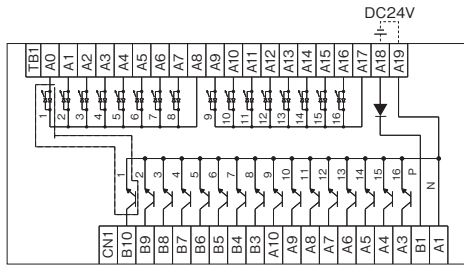 DC24V
TB1 A0 A1 A2 A3 A4 A5 A6 A7 A8 A9 A10 A11 A12 A13 A14 A15 A16 A17 A18 A19
1 2 3 4 5 6 7 8 9 10 11 12 13 14 15 16
1 2 3 4 5 6 7 8 9 10 11 12 13 14 15 16 P N
CN1 B10 B9 B8 B7 B6 B5 B4 B3 A10 A9 A8 A7 A6 A5 A4 A3 B1 A1